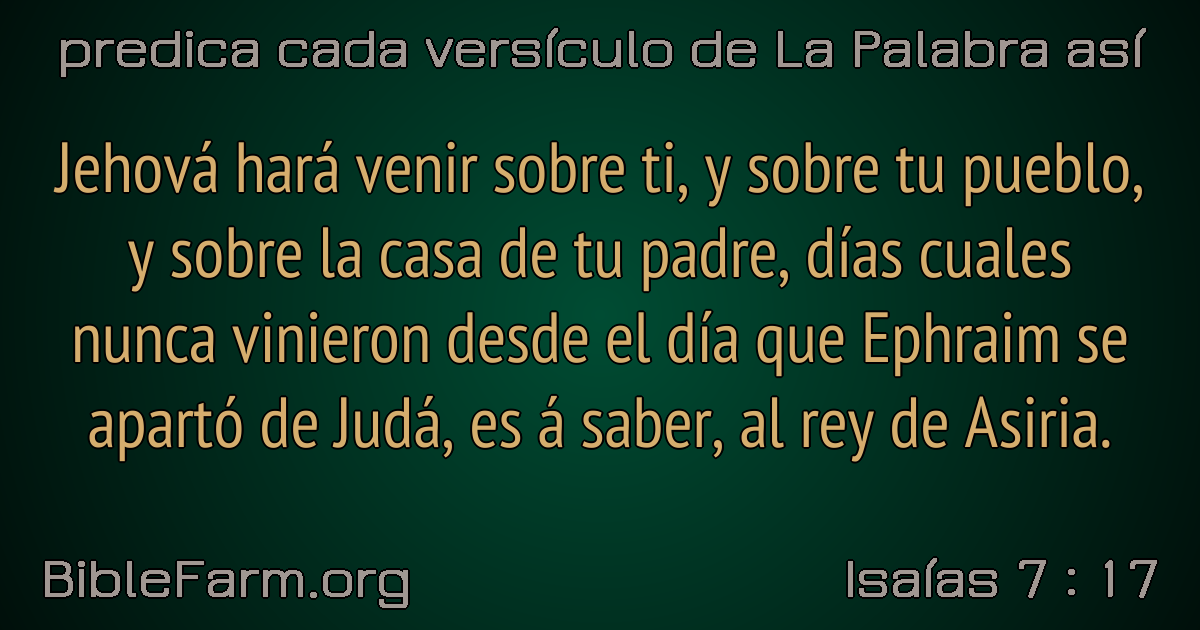 predica cada versículo de La Palabra así
Jehová hará venir sobre ti, y sobre tu pueblo,
y sobre la casa de tu padre, días cuales
nunca vinieron desde el día que Ephraim se
apartó de Judá, es á saber, al rey de Asiria.
BibleFarm.org
Isaías 7 : 17